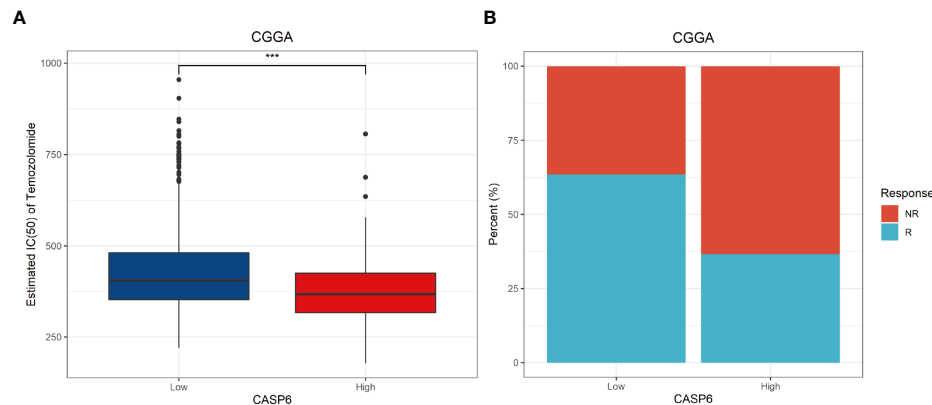 A
CGGA
***
1000
750
500
250
Estimated IC(50) of Temozolomide
Low
High
CASP6
B
CGGA
100
75
50
25
0
Percent (%)
Low
High
CASP6
Response
NR
R